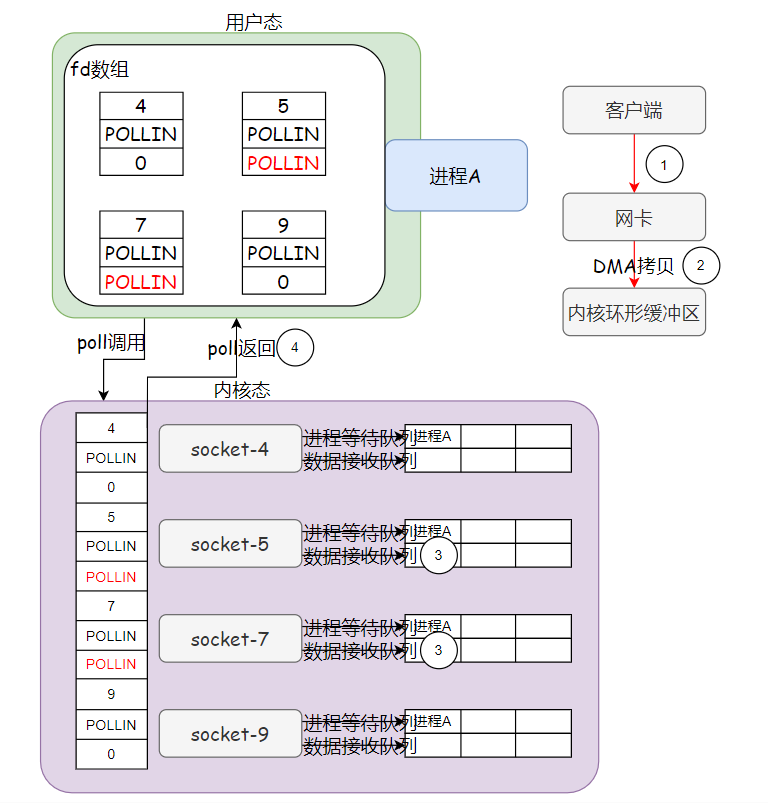 用户态
fd数组
4
POLLIN
0
5
POLLIN
POLLIN
7
POLLIN
POLLIN
9
POLLIN
0
进程A
客户端
1
网卡
DMA拷贝
2
内核环形缓冲区
poll调用
poll返回
4
内核态
4
POLLIN
0
5
POLLIN
POLLIN
7
POLLIN
POLLIN
9
POLLIN
0
socket-4
进程等待队列
进程A
数据接收队列
socket-5
进程等待队列
进程A
数据接收队列
3
socket-7
进程等待队列
进程A
数据接收队列
3
socket-9
进程等待队列
进程A
数据接收队列